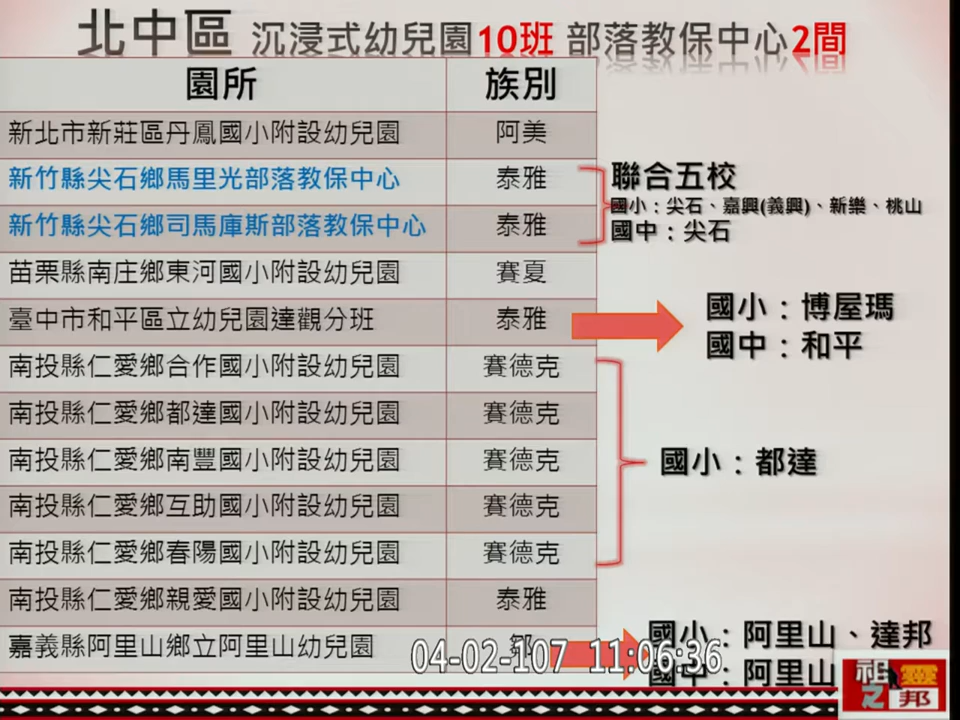 北中區 沉浸式幼兒園10班 部落教保中心2間
園所 族別
新北市新莊區丹鳳國小附設幼兒園 阿美
新竹縣尖石鄉馬里光部落教保中心 泰雅
新竹縣尖石鄉司馬庫斯部落教保中心 泰雅
聯合五校
國小：尖石、嘉興(義興)、新樂、桃山
國中：尖石
苗栗縣南庄鄉東河國小附設幼兒園 賽夏
臺中市和平區立幼兒園達觀分班 泰雅
國小：博屋瑪
國中：和平
南投縣仁愛鄉合作國小附設幼兒園 賽德克
南投縣仁愛鄉都達國小附設幼兒園 賽德克
南投縣仁愛鄉南豐國小附設幼兒園 賽德克
國小：都達
南投縣仁愛鄉互助國小附設幼兒園 賽德克
南投縣仁愛鄉春陽國小附設幼兒園 賽德克
南投縣仁愛鄉親愛國小附設幼兒園 泰雅
嘉義縣阿里山鄉立阿里山幼兒園 鄒
國小：阿里山、達邦
國中：阿里山
04-02-107 11:06:36
祖靈之邦